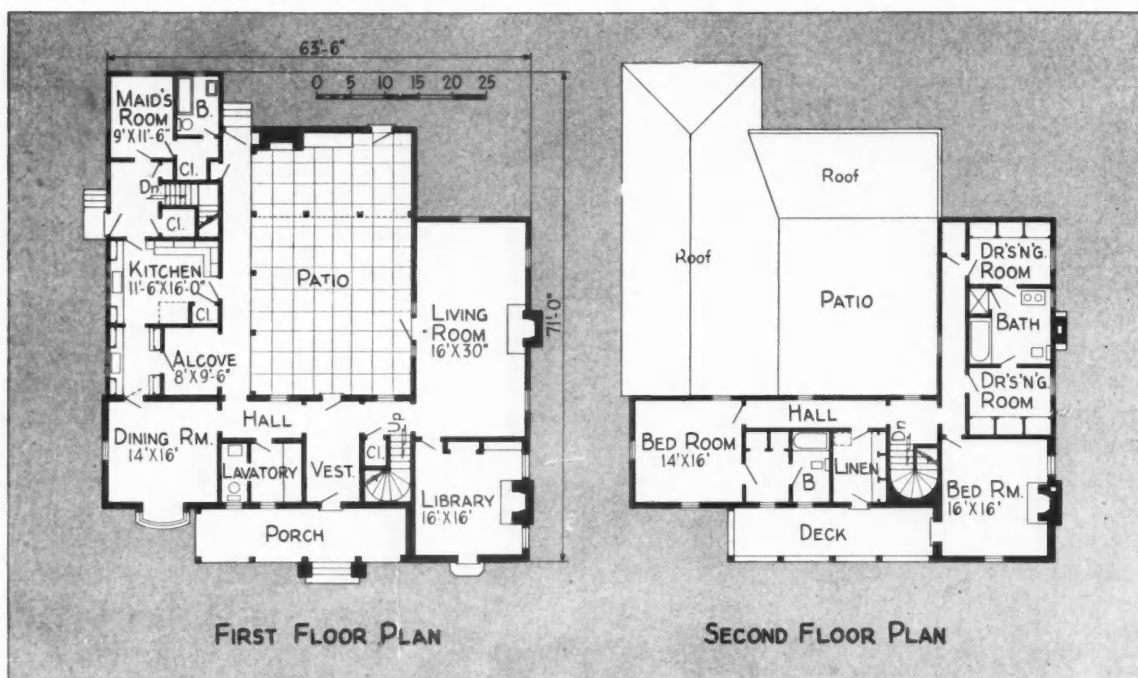 63'-6"
0 5 10 15 20 25
MAID'S
ROOM
9'X11'-6"
B.
Cl.
Dn
Cl.
KITCHEN
11'-6"X16'-0"
Cl.
PATIO
LIVING
ROOM
16'X30"
71'-0"
ALCOVE
8'X9'-6"
HALL
Up
DINING RM.
14'X16'
LAVATORY
VEST.
Cl.
LIBRARY
16'X16'
PORCH
FIRST FLOOR PLAN
Roof
Roof
PATIO
DR'S'N'G.
ROOM
BATH
DR'S'N'G.
ROOM
HALL
BED ROOM
14'X16'
B
LINEN
Dn
BED RM.
16'X16'
DECK
SECOND FLOOR PLAN